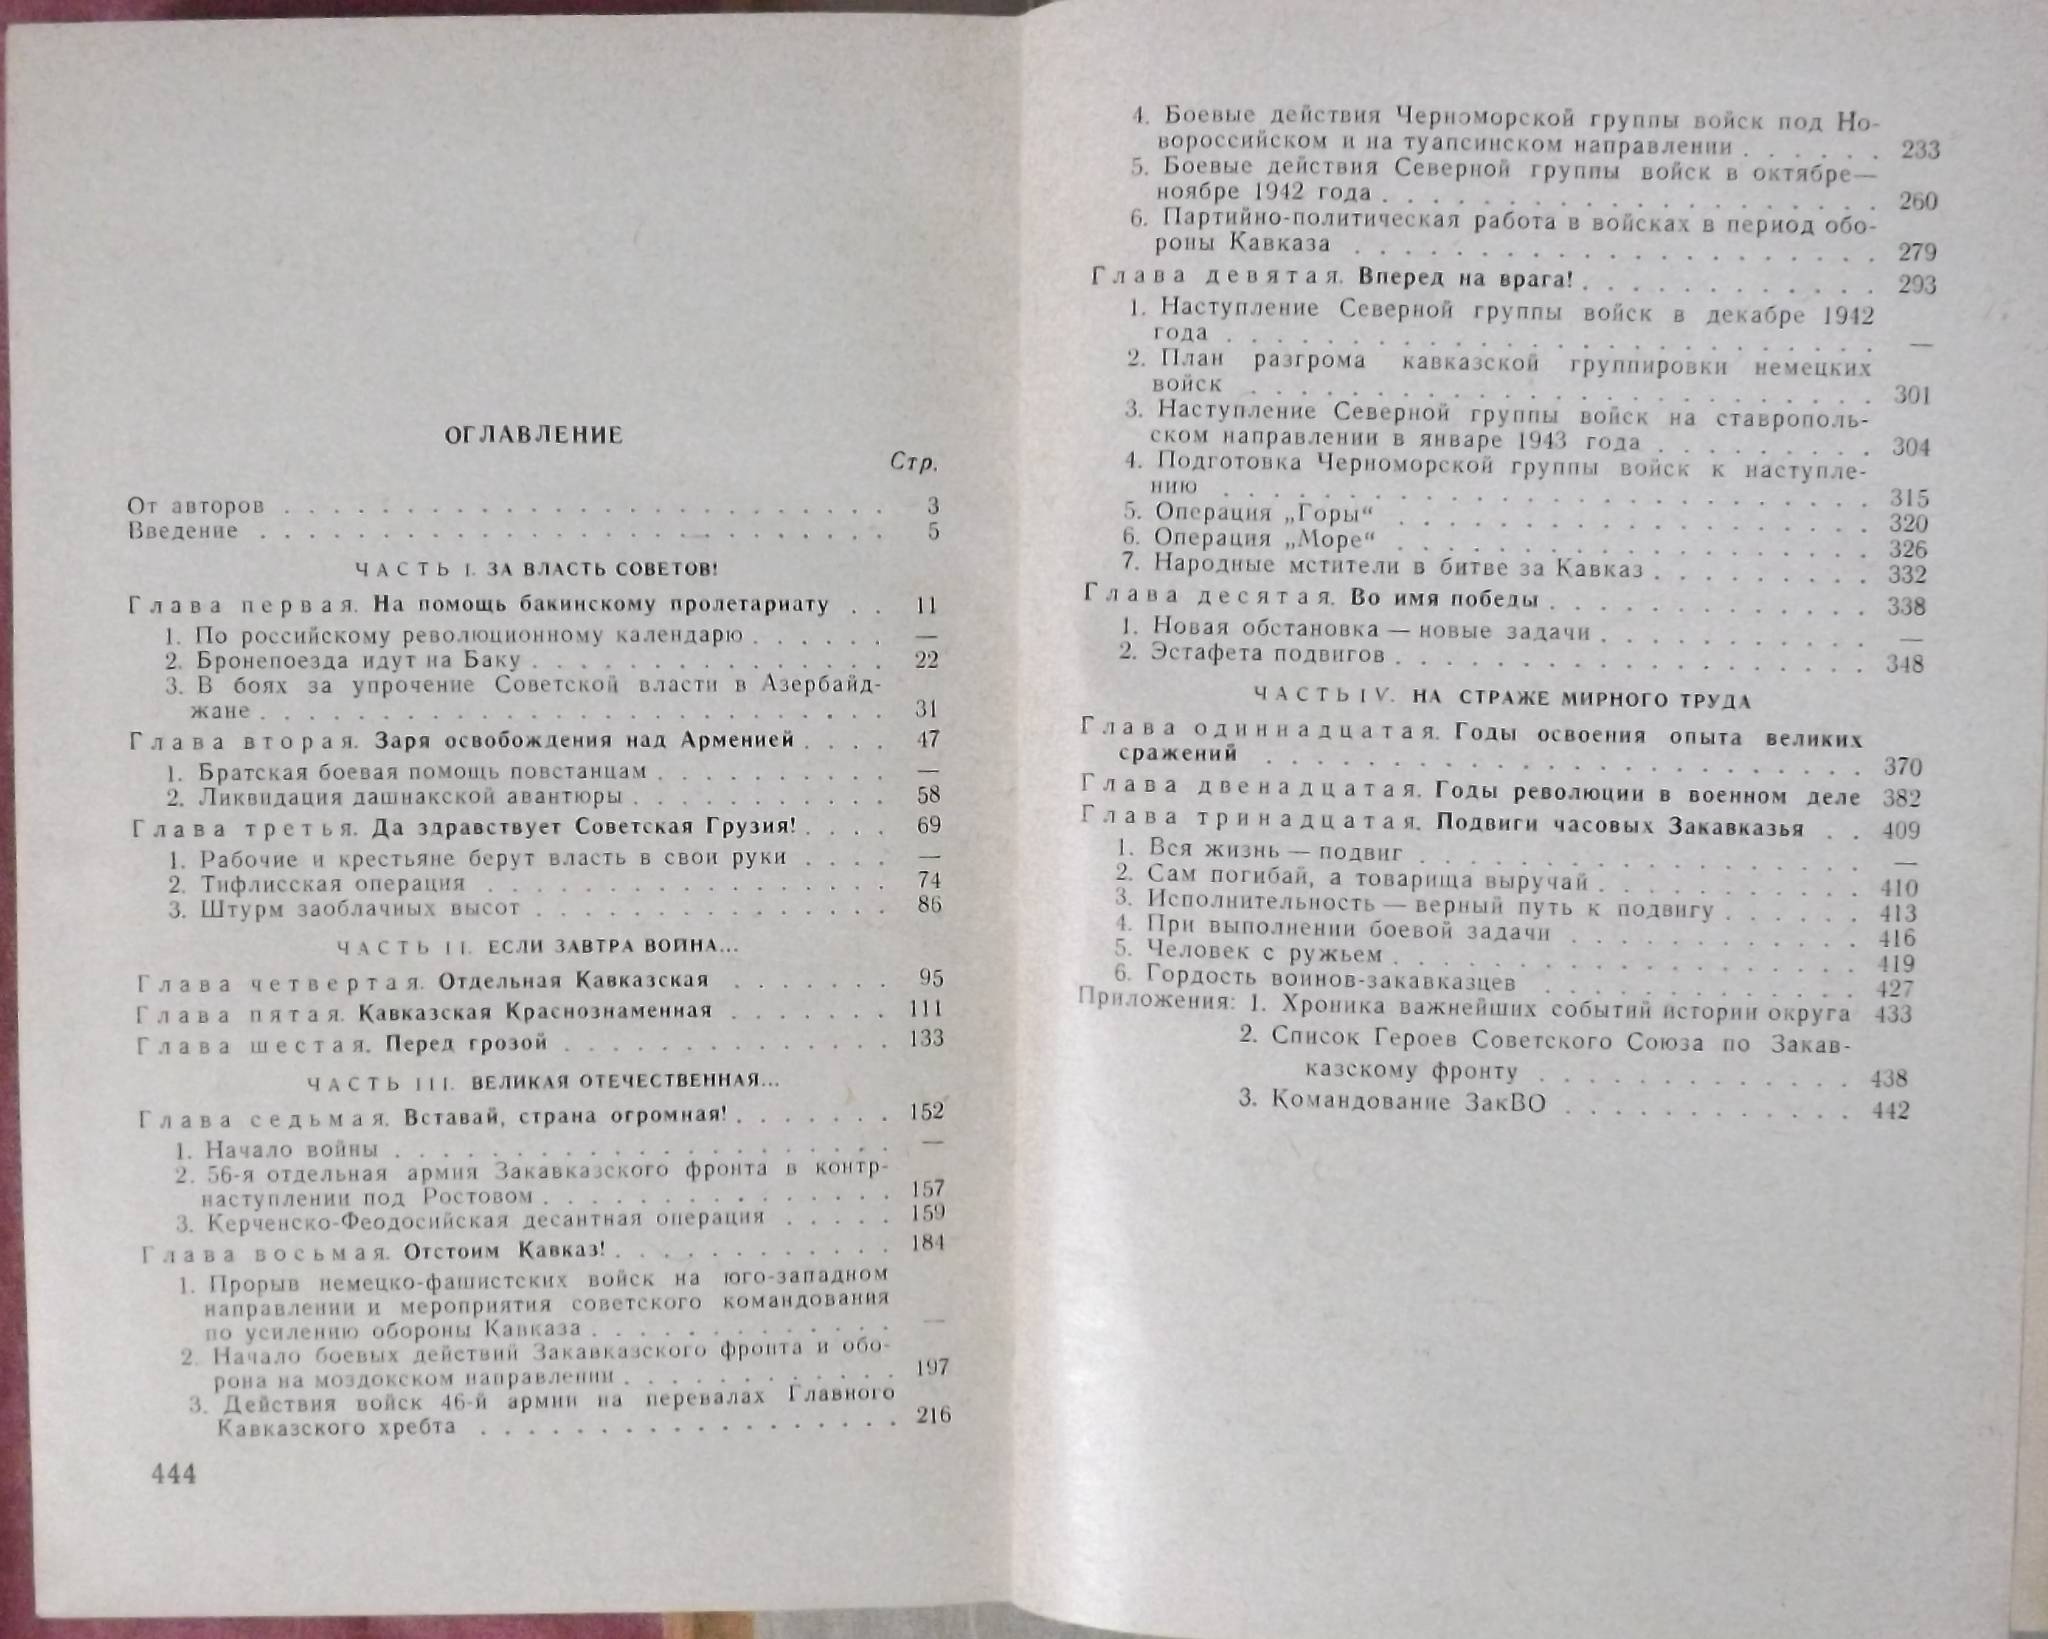 ОГЛАВЛЕНИЕ
Стр.
От авторов . . . 3
Введение . . . 5
ЧАСТЬ I. ЗА ВЛАСТЬ СОВЕТОВ!
Глава первая. На помощь бакинскому пролетариату . . 11
1. По российскому революционному календарю . . . —
2. Бронепоезда идут на Баку . . . 22
3. В боях за упрочение Советской власти в Азербайд-
жане . . . 31
Глава вторая. Заря освобождения над Арменией . . . 47
1. Братская боевая помощь повстанцам . . . —
2. Ликвидация дашнакской авантюры . . . 58
Глава третья. Да здравствует Советская Грузия! . . . 69
1. Рабочие и крестьяне берут власть в свои руки . . . —
2. Тифлисская операция . . . 74
3. Штурм заоблачных высот . . . 86
ЧАСТЬ II. ЕСЛИ ЗАВТРА ВОЙНА...
Глава четвертая. Отдельная Кавказская . . . 95
Глава пятая. Кавказская Краснознаменная . . . 111
Глава шестая. Перед грозой . . . 133
ЧАСТЬ III. ВЕЛИКАЯ ОТЕЧЕСТВЕННАЯ...
Глава седьмая. Вставай, страна огромная! . . . 152
1. Начало войны . . . —
2. 56-я отдельная армия Закавказского фронта в контр-
наступлении под Ростовом . . . 157
3. Керченско-Феодосийская десантная операция . . . 159
Глава восьмая. Отстоим Кавказ! . . . 184
1. Прорыв немецко-фашистских войск на юго-западном
направлении и мероприятия советского командования
по усилению обороны Кавказа . . . —
2. Начало боевых действий Закавказского фронта и обо-
рона на моздокском направлении . . . 197
3. Действия войск 46-й армии на перевалах Главного
Кавказского хребта . . . 216
444
4. Боевые действия Черноморской группы войск под Но-
вороссийском и на туапсинском направлении . . . 233
5. Боевые действия Северной группы войск в октябре—
ноябре 1942 года . . . 260
6. Партийно-политическая работа в войсках в период обо-
роны Кавказа . . . 279
Глава девятая. Вперед на врага! . . . 293
1. Наступление Северной группы войск в декабре 1942
года . . . —
2. План разгрома кавказской группировки немецких
войск . . . 301
3. Наступление Северной группы войск на ставрополь-
ском направлении в январе 1943 года . . . 304
4. Подготовка Черноморской группы войск к наступле-
нию . . . 315
5. Операция „Горы“ . . . 320
6. Операция „Море“ . . . 326
7. Народные мстители в битве за Кавказ . . . 332
Глава десятая. Во имя победы . . . 338
1. Новая обстановка — новые задачи . . . —
2. Эстафета подвигов . . . 348
ЧАСТЬ IV. НА СТРАЖЕ МИРНОГО ТРУДА
Глава одиннадцатая. Годы освоения опыта великих
сражений . . . 370
Глава двенадцатая. Годы революции в военном деле 382
Глава тринадцатая. Подвиги часовых Закавказья . . 409
1. Вся жизнь — подвиг . . . —
2. Сам погибай, а товарища выручай . . . 410
3. Исполнительность — верный путь к подвигу . . . 413
4. При выполнении боевой задачи . . . 416
5. Человек с ружьем . . . 419
6. Гордость воинов-закавказцев . . . 427
Приложения: 1. Хроника важнейших событий истории округа 433
2. Список Героев Советского Союза по Закав-
казскому фронту . . . 438
3. Командование ЗакВО . . . 442